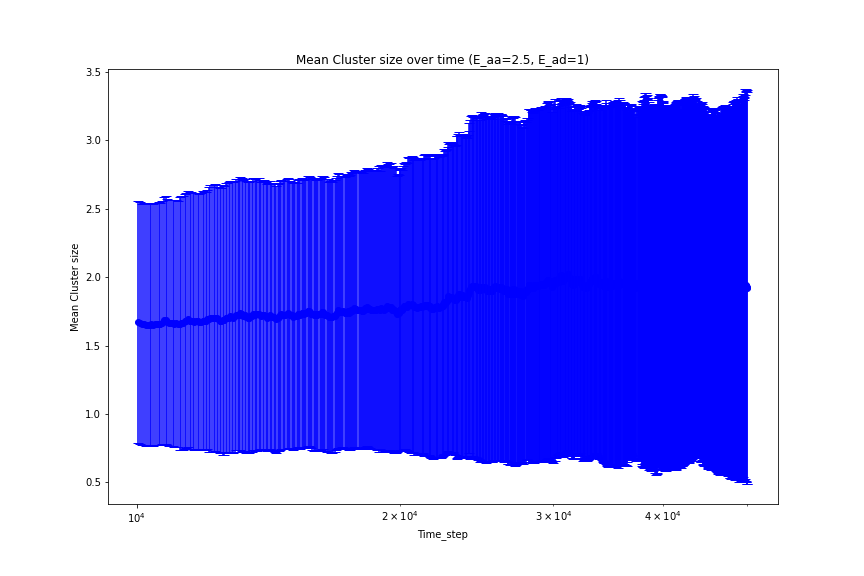 Mean Cluster size over time (E_aa=2.5, E_ad=1)
3.5
3.0
2.5
2.0
1.5
1.0
0.5
Mean Cluster size
10⁴
2 × 10⁴
3 × 10⁴
4 × 10⁴
Time_step